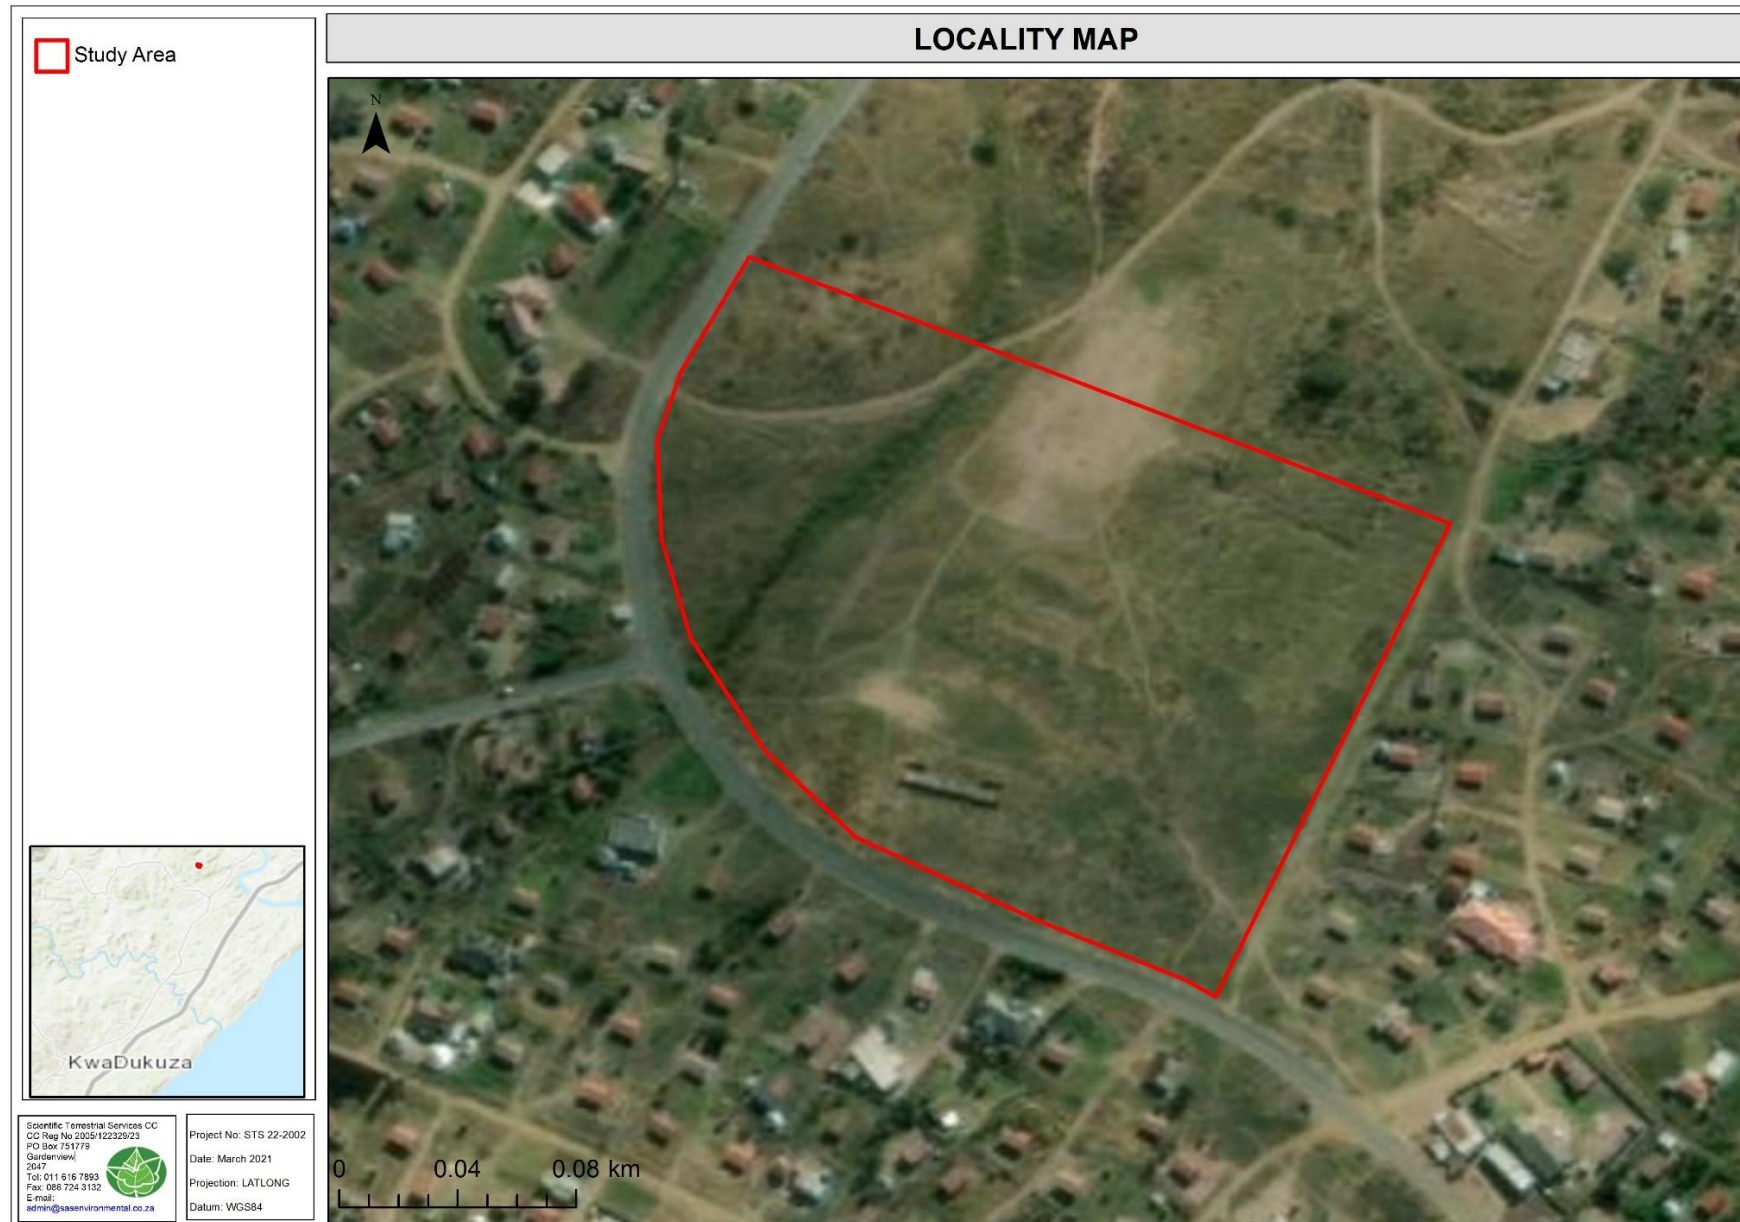 LOCALITY MAP
Study Area
N
KwaDukuza
Scientific Terrestrial Services CC
CC Reg No 2005/122329/23
PO Box 751779
Gardenview
2047
Tel: 011 616 7893
Fax: 086 724 3132
E-mail:
admin@sasenvironmental.co.za
Project No: STS 22-2002
Date: March 2021
Projection: LATLONG
Datum: WGS84
0 0.04 0.08 km